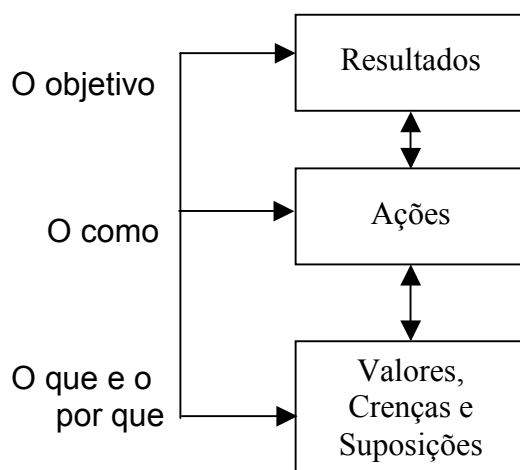 O objetivo
Resultados
O como
Ações
O que e o
por que
Valores,
Crenças e
Suposições